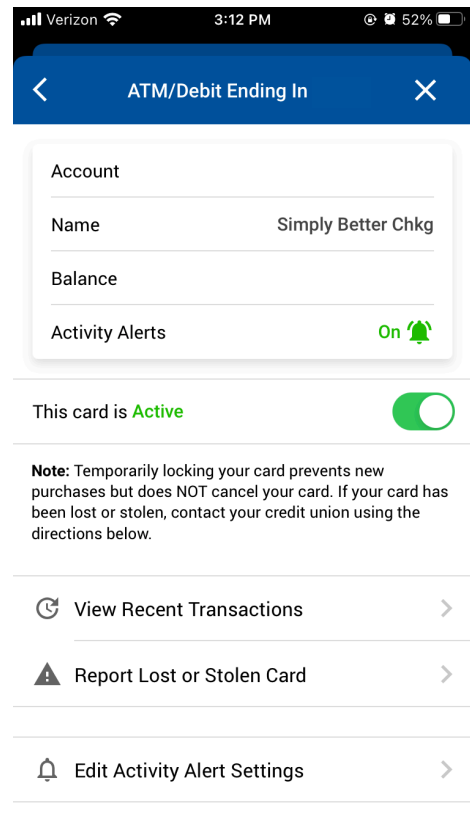 Verizon 3:12 PM 52%
ATM/Debit Ending In
Account
Name Simply Better Chkg
Balance
Activity Alerts On
This card is Active
Note: Temporarily locking your card prevents new
purchases but does NOT cancel your card. If your card has
been lost or stolen, contact your credit union using the
directions below.
View Recent Transactions
Report Lost or Stolen Card
Edit Activity Alert Settings